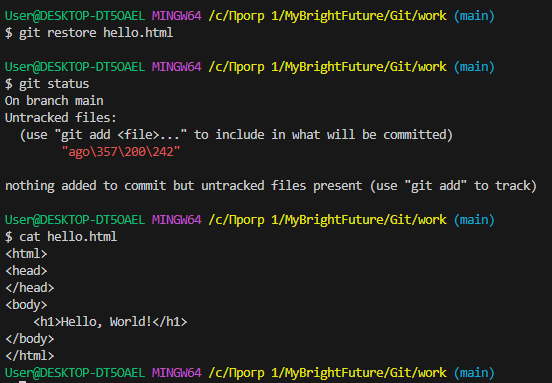 User@DESKTOP-DT5OAEL MINGW64 /c/Прогр 1/MyBrightFuture/Git/work (main)
$ git restore hello.html
User@DESKTOP-DT5OAEL MINGW64 /c/Прогр 1/MyBrightFuture/Git/work (main)
$ git status
On branch main
Untracked files:
  (use "git add <file>..." to include in what will be committed)
        "ago\357\200\242"
nothing added to commit but untracked files present (use "git add" to track)
User@DESKTOP-DT5OAEL MINGW64 /c/Прогр 1/MyBrightFuture/Git/work (main)
$ cat hello.html
<html>
<head>
</head>
<body>
    <h1>Hello, World!</h1>
</body>
</html>
User@DESKTOP-DT5OAEL MINGW64 /c/Прогр 1/MyBrightFuture/Git/work (main)